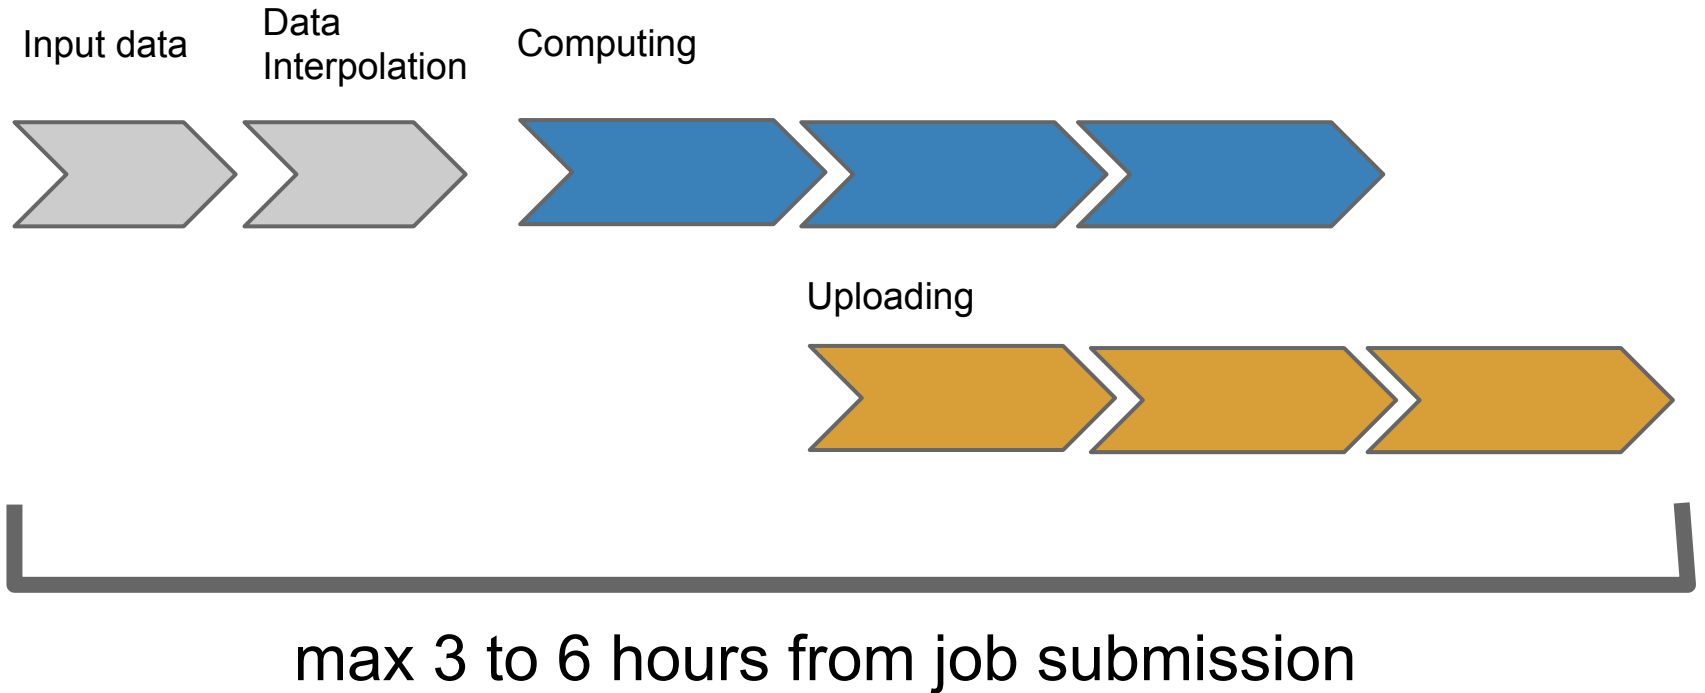 Input data
Data
Interpolation
Computing
Uploading
max 3 to 6 hours from job submission